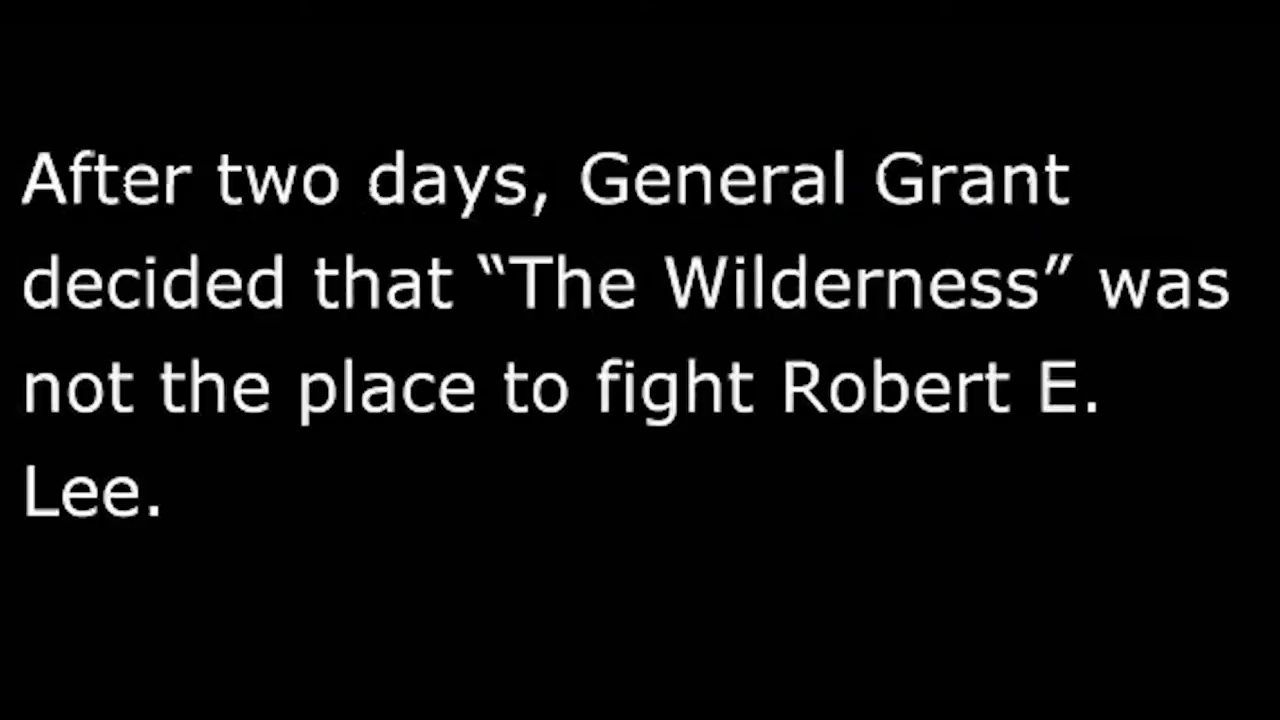 After two days, General Grant
decided that “The Wilderness” was
not the place to fight Robert E.
Lee.